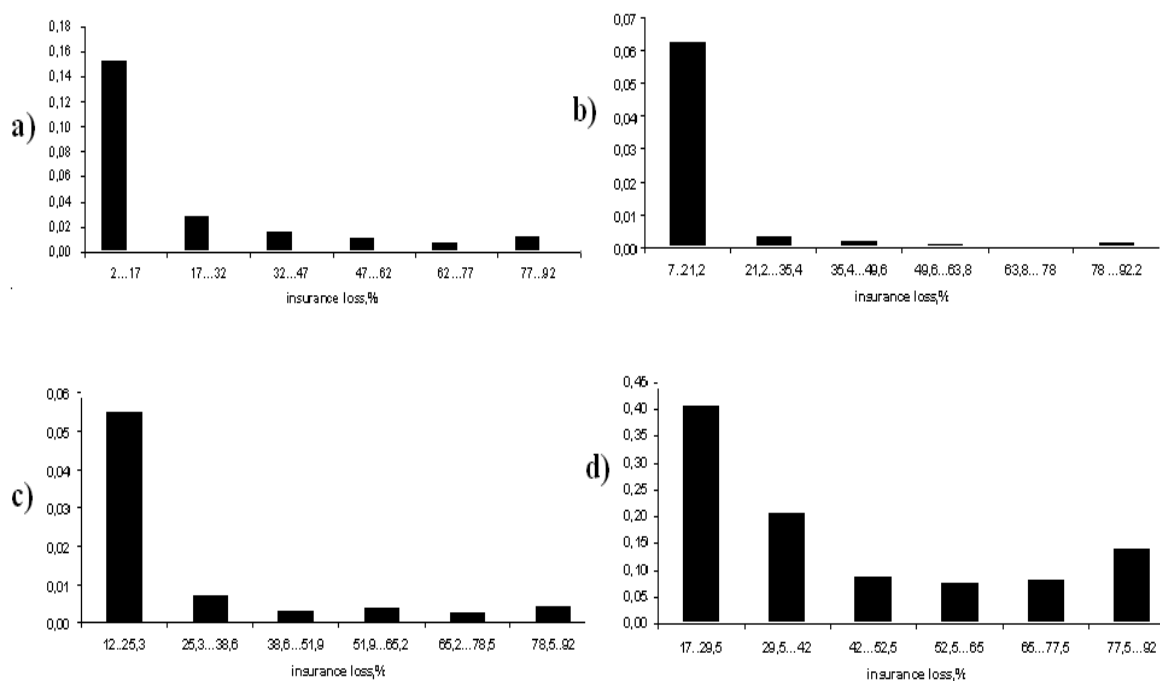 a)
0,18
0,16
0,14
0,12
0,10
0,08
0,06
0,04
0,02
0,00
2...17 17...32 32...47 47...62 62...77 77...92
insurance loss,%
b)
0,07
0,06
0,05
0,04
0,03
0,02
0,01
0,00
7..21,2 21,2...35,4 35,4...49,6 49,6...63,8 63,8...78 78...92,2
insurance loss,%
c)
0,06
0,05
0,04
0,03
0,02
0,01
0,00
12..25,3 25,3...38,6 38,6...51,9 51,9...65,2 65,2...78,5 78,5..92
insurance loss,%
d)
0,45
0,40
0,35
0,30
0,25
0,20
0,15
0,10
0,05
0,00
17..29,5 29,5...42 42...52,5 52,5...65 65...77,5 77,5...92
insurance loss,%